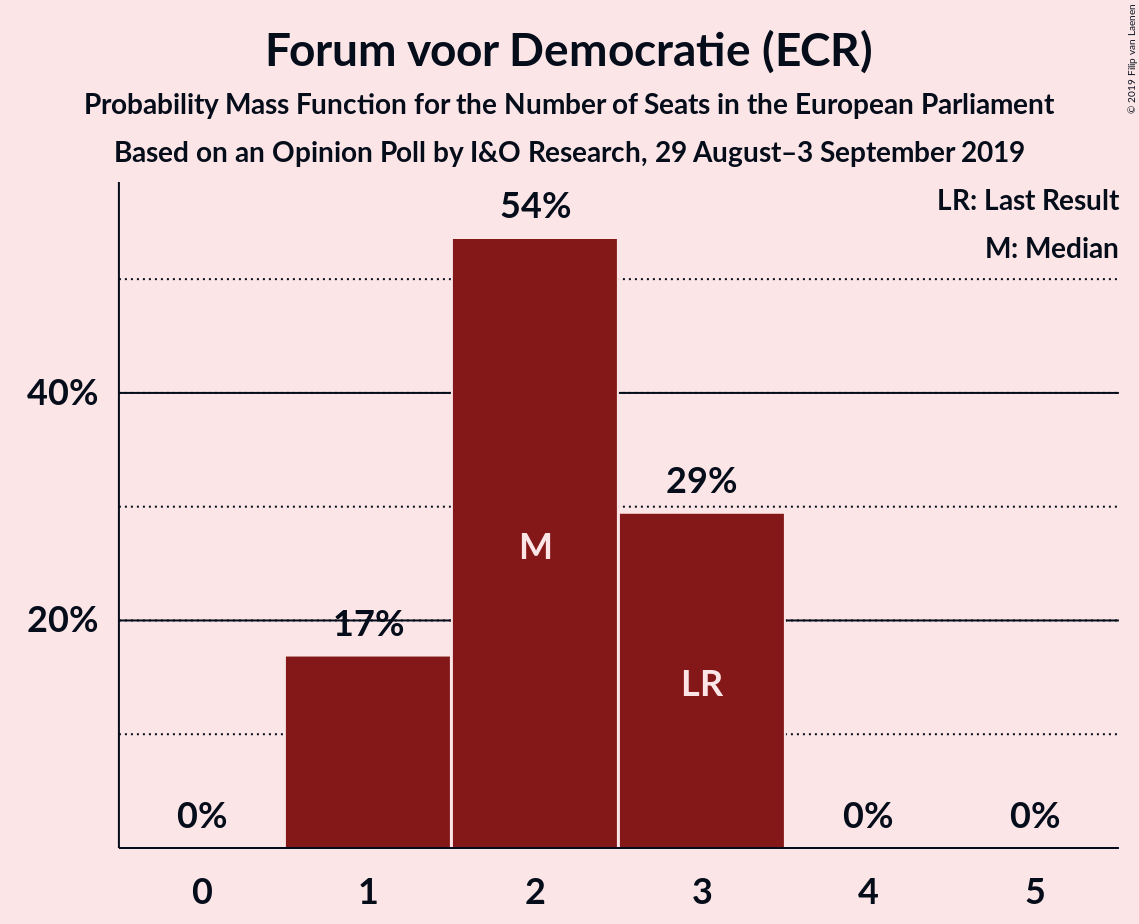 Forum voor Democratie (ECR)
Probability Mass Function for the Number of Seats in the European Parliament
Based on an Opinion Poll by I&O Research, 29 August–3 September 2019
© 2019 Filip van Laenen
LR: Last Result
M: Median
54%
40%
29%
M
20%
17%
LR
0%
0%
0%
0
1
2
3
4
5